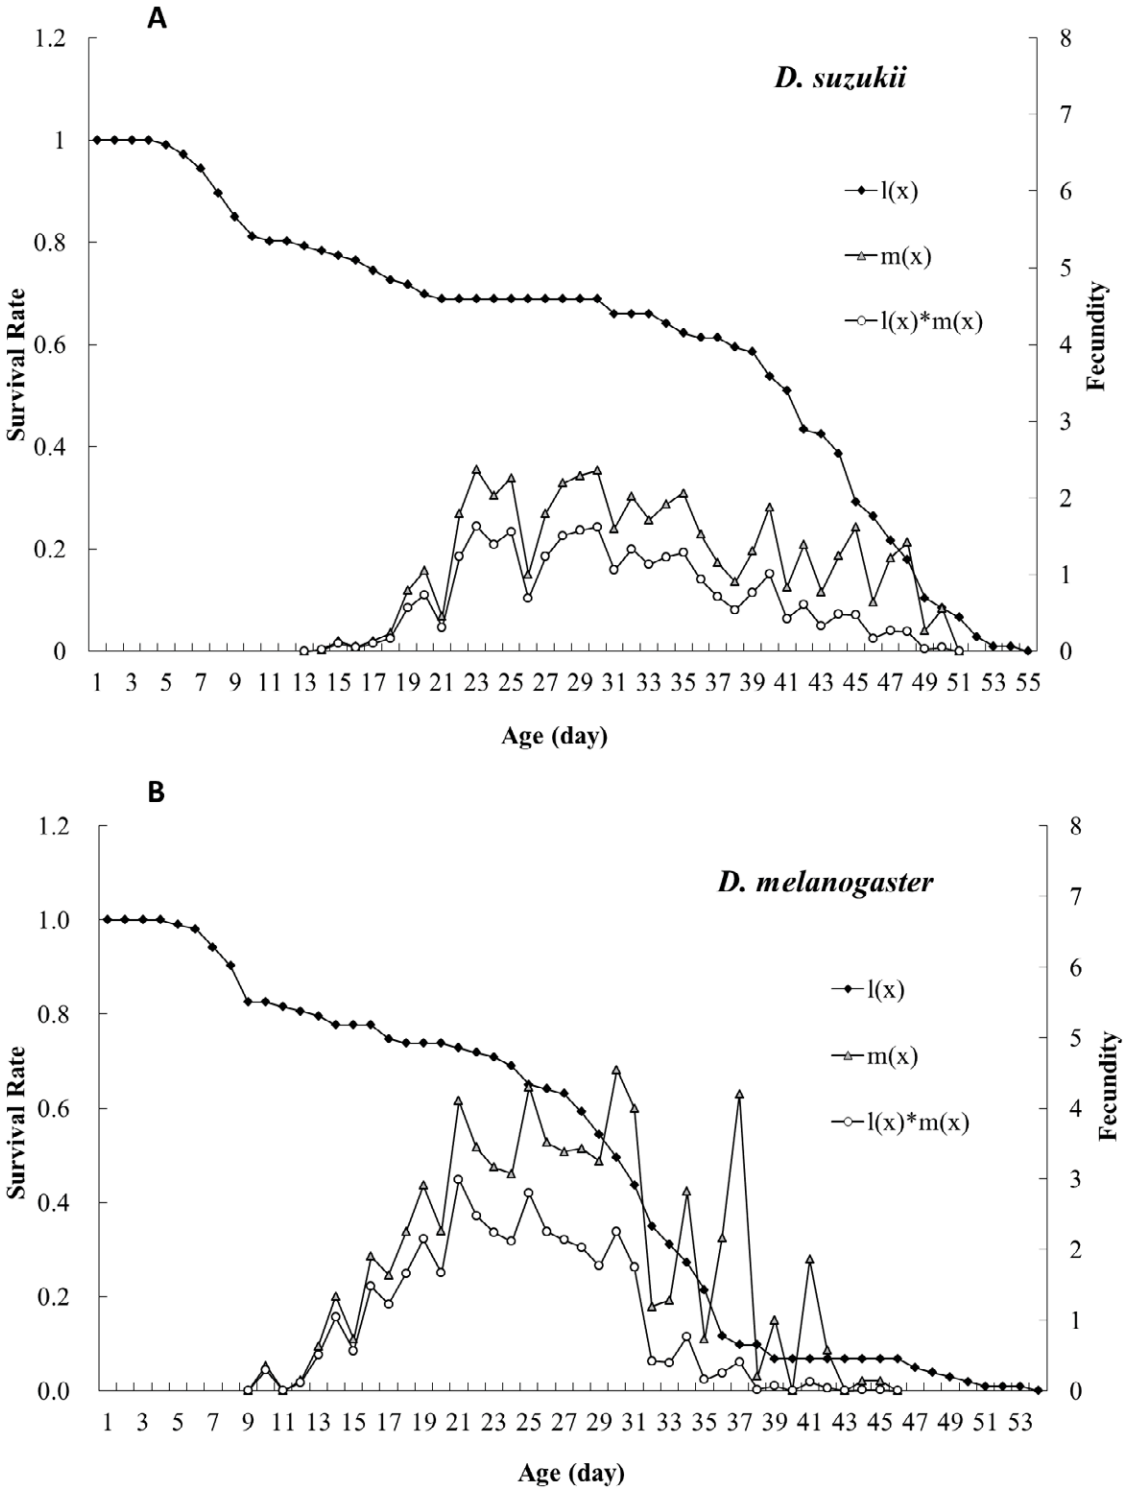 A
D. suzukii
l(x)
m(x)
l(x)*m(x)
Survival Rate
1.2
1
0.8
0.6
0.4
0.2
0
Fecundity
8
7
6
5
4
3
2
1
0
1 3 5 7 9 11 13 15 17 19 21 23 25 27 29 31 33 35 37 39 41 43 45 47 49 51 53 55
Age (day)
B
D. melanogaster
l(x)
m(x)
l(x)*m(x)
Survival Rate
1.2
1.0
0.8
0.6
0.4
0.2
0.0
Fecundity
8
7
6
5
4
3
2
1
0
1 3 5 7 9 11 13 15 17 19 21 23 25 27 29 31 33 35 37 39 41 43 45 47 49 51 53
Age (day)